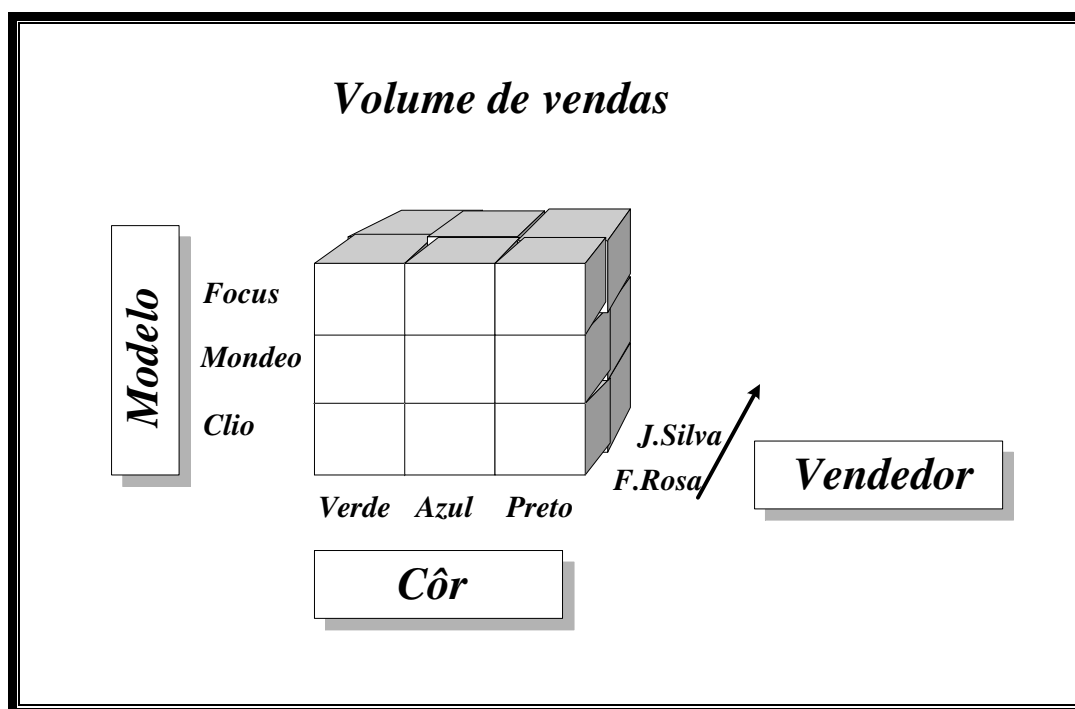 Volume de vendas
Modelo
Focus
Mondeo
Clio
Verde Azul Preto
Côr
J.Silva
F.Rosa
Vendedor